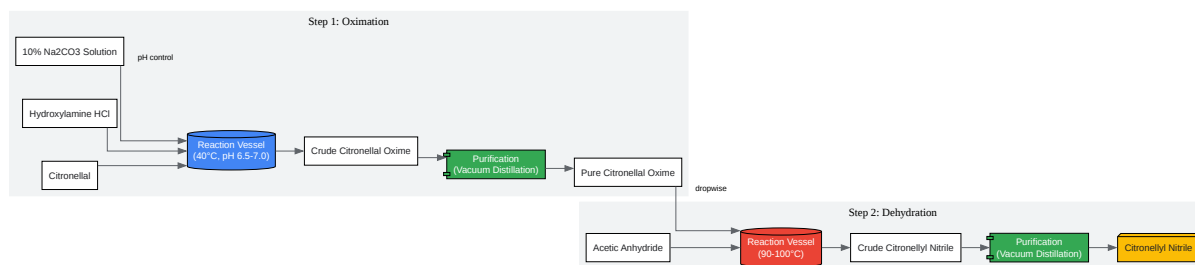 Step 1: Oximation
10% Na2CO3 Solution
pH control
Hydroxylamine HCl
Citronellal
Reaction Vessel
(40°C, pH 6.5-7.0)
Crude Citronellal Oxime
Purification
(Vacuum Distillation)
Pure Citronellal Oxime
dropwise
Step 2: Dehydration
Acetic Anhydride
Reaction Vessel
(90-100°C)
Crude Citronellyl Nitrile
Purification
(Vacuum Distillation)
Citronellyl Nitrile